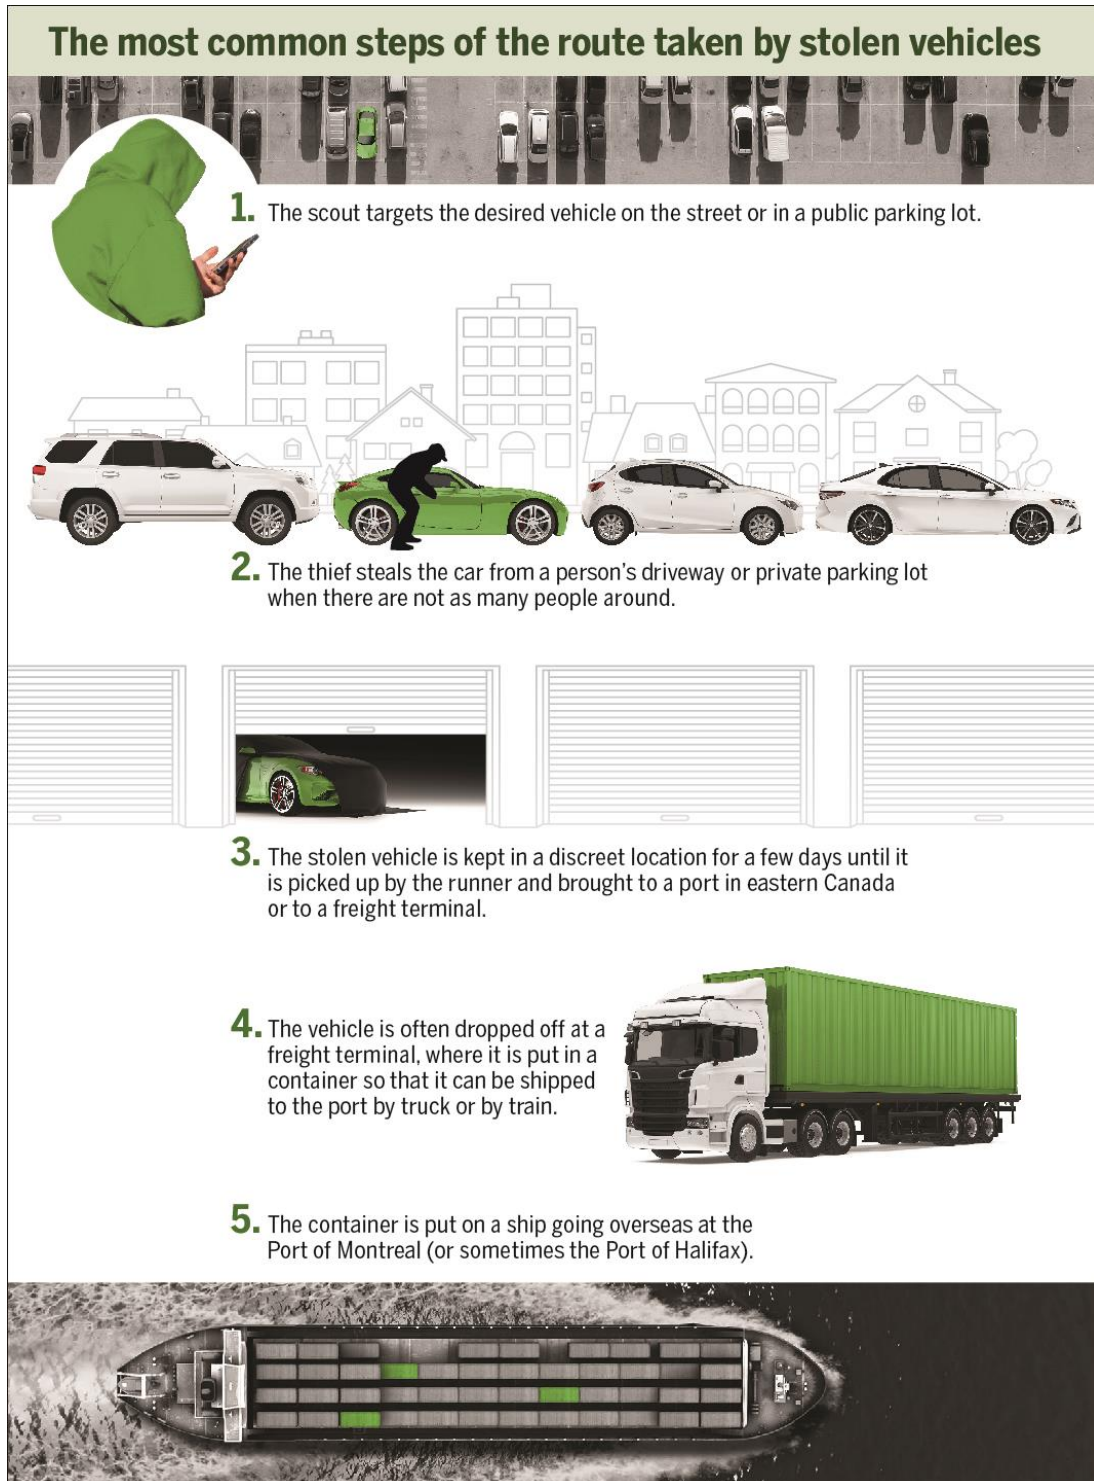 The most common steps of the route taken by stolen vehicles
1. The scout targets the desired vehicle on the street or in a public parking lot.
2. The thief steals the car from a person’s driveway or private parking lot
when there are not as many people around.
3. The stolen vehicle is kept in a discreet location for a few days until it
is picked up by the runner and brought to a port in eastern Canada
or to a freight terminal.
4. The vehicle is often dropped off at a
freight terminal, where it is put in a
container so that it can be shipped
to the port by truck or by train.
5. The container is put on a ship going overseas at the
Port of Montreal (or sometimes the Port of Halifax).